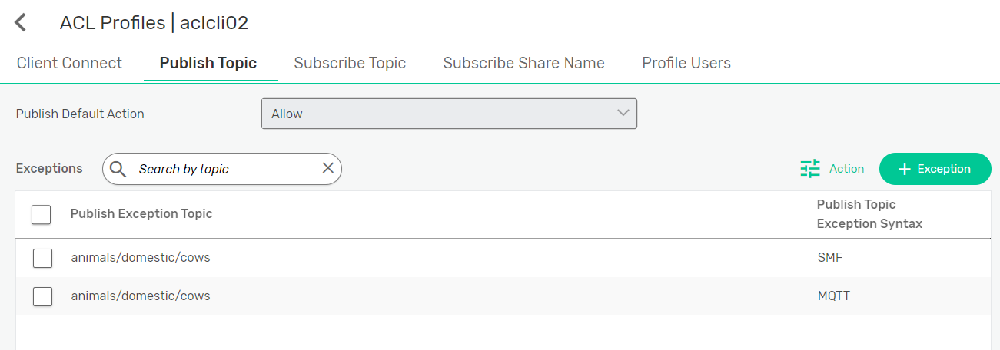 ACL Profiles | aclcli02
Client Connect Publish Topic Subscribe Topic Subscribe Share Name Profile Users
Publish Default Action Allow
Exceptions Search by topic Action + Exception
Publish Exception Topic Publish Topic
Exception Syntax
animals/domestic/cows SMF
animals/domestic/cows MQTT